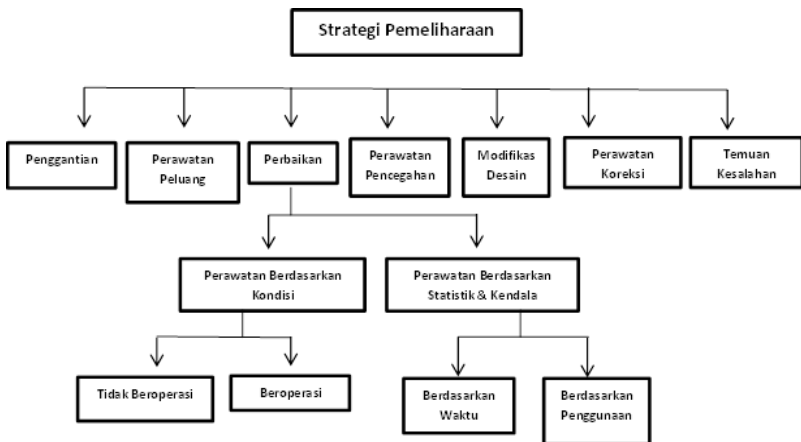 Strategi Pemeliharaan
Penggantian
Perawatan
Peluang
Perbaikan
Perawatan
Pencegahan
Modifikas
Desain
Perawatan
Koreksi
Temuan
Kesalahan
Perawatan Berdasarkan
Kondisi
Perawatan Berdasarkan
Statistik & Kendala
Tidak Beroperasi
Beroperasi
Berdasarkan
Waktu
Berdasarkan
Penggunaan